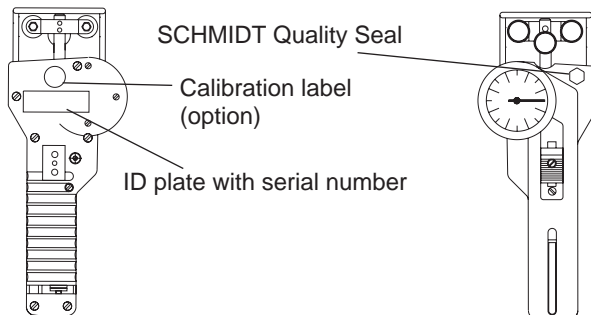 SCHMIDT Quality Seal
Calibration label
(option)
ID plate with serial number